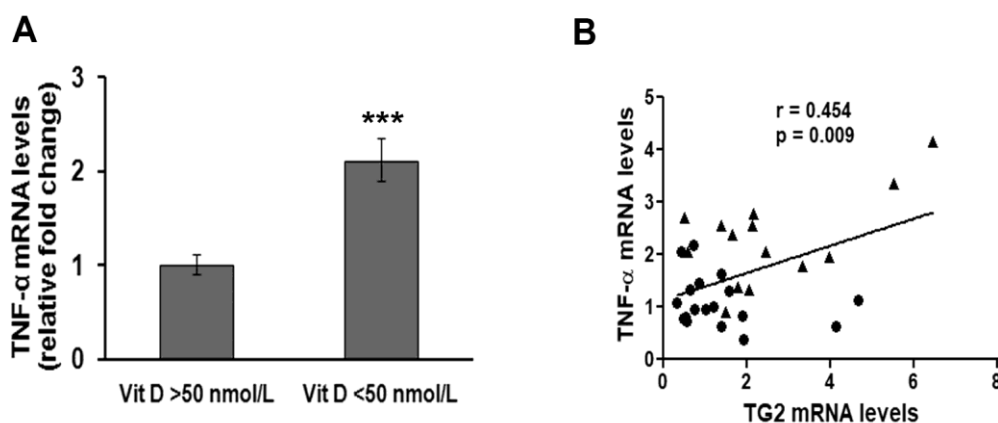 A
TNF-α mRNA levels
(relative fold change)
3
2
1
0
***
Vit D >50 nmol/L
Vit D <50 nmol/L
B
TNF-α mRNA levels
5
4
3
2
1
0
r = 0.454
p = 0.009
0
2
4
6
8
TG2 mRNA levels